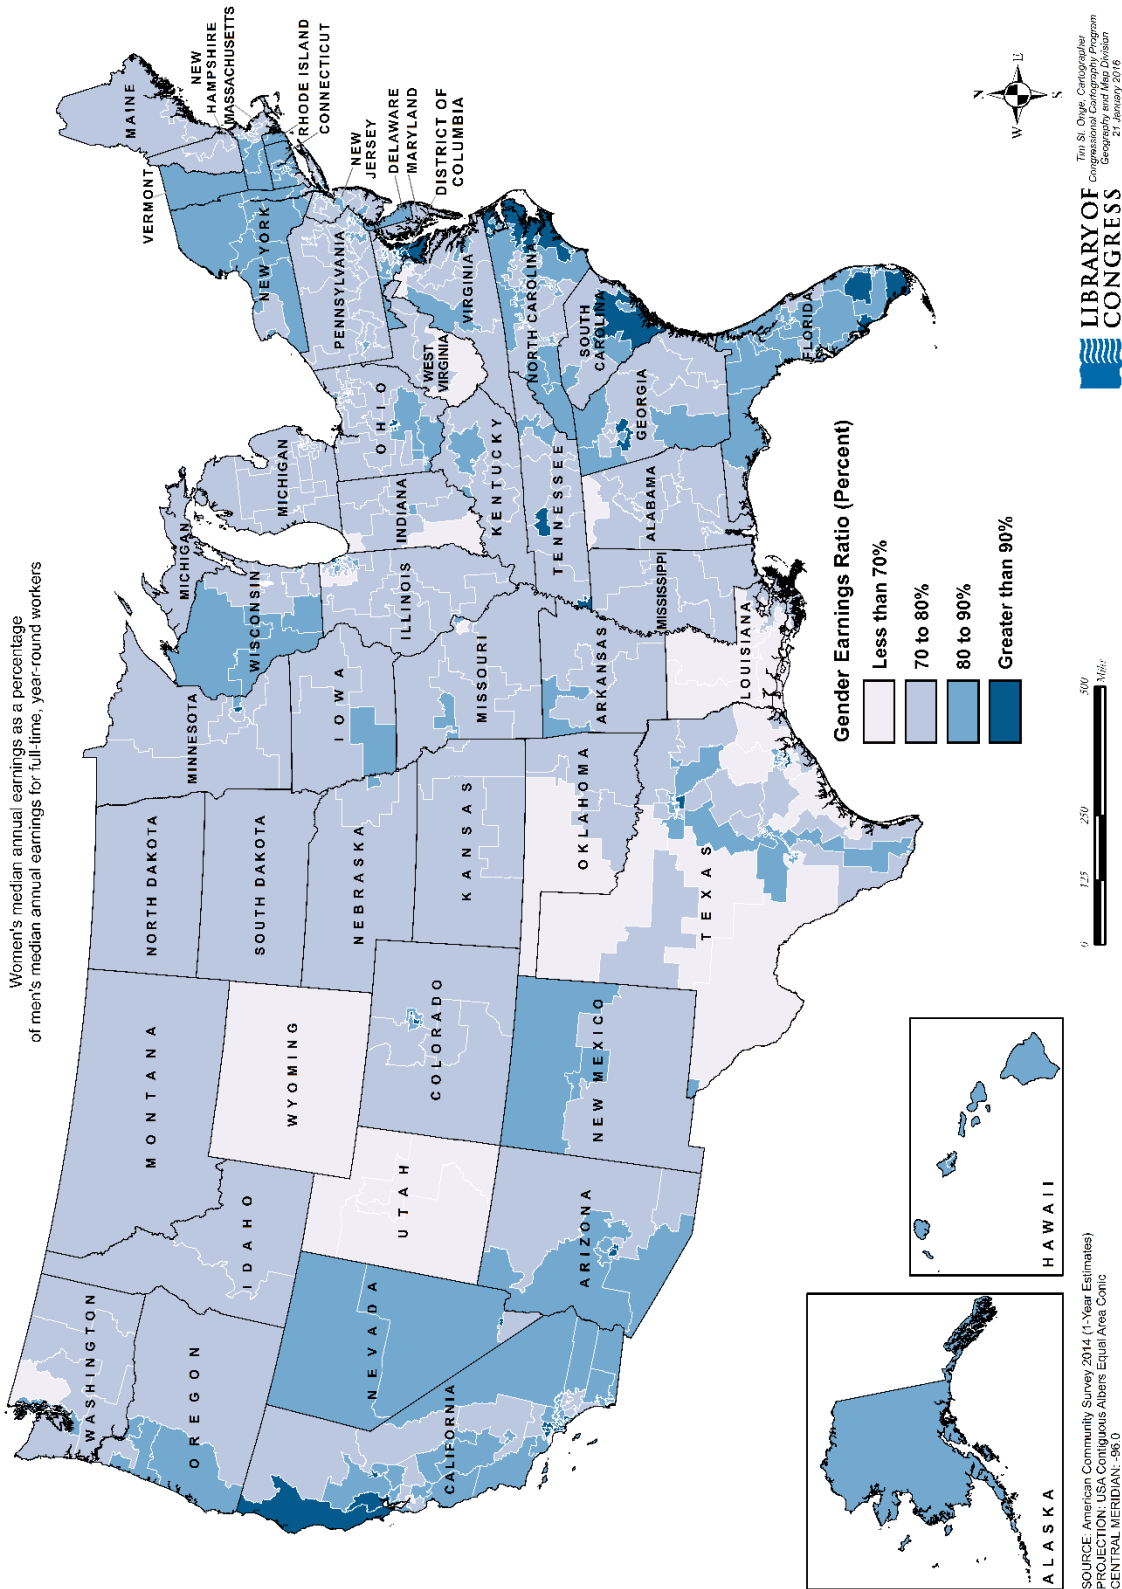 Women's median annual earnings as a percentage
of men's median annual earnings for full-time, year-round workers
WASHINGTON
OREGON
CALIFORNIA
NEVADA
IDAHO
MONTANA
WYOMING
UTAH
ARIZONA
COLORADO
NEW MEXICO
NORTH DAKOTA
SOUTH DAKOTA
NEBRASKA
KANSAS
OKLAHOMA
TEXAS
MINNESOTA
IOWA
MISSOURI
ARKANSAS
LOUISIANA
WISCONSIN
ILLINOIS
MICHIGAN
MICHIGAN
INDIANA
OHIO
KENTUCKY
TENNESSEE
MISSISSIPPI
ALABAMA
GEORGIA
FLORIDA
SOUTH
CAROLINA
NORTH CAROLINA
VIRGINIA
WEST
VIRGINIA
PENNSYLVANIA
NEW YORK
VERMONT
MAINE
NEW
HAMPSHIRE
MASSACHUSETTS
RHODE ISLAND
CONNECTICUT
NEW
JERSEY
DELAWARE
MARYLAND
DISTRICT OF
COLUMBIA
ALASKA
HAWAII
Gender Earnings Ratio (Percent)
Less than 70%
70 to 80%
80 to 90%
Greater than 90%
0 125 250 500
Miles
N
W E
S
SOURCE: American Community Survey 2014 (1-Year Estimates)
PROJECTION: USA Contiguous Albers Equal Area Conic
CENTRAL MERIDIAN: -96.0
LIBRARY OF
CONGRESS
Tim St. Onge, Cartographer
Congressional Cartography Program
Geography and Map Division
21 January 2016